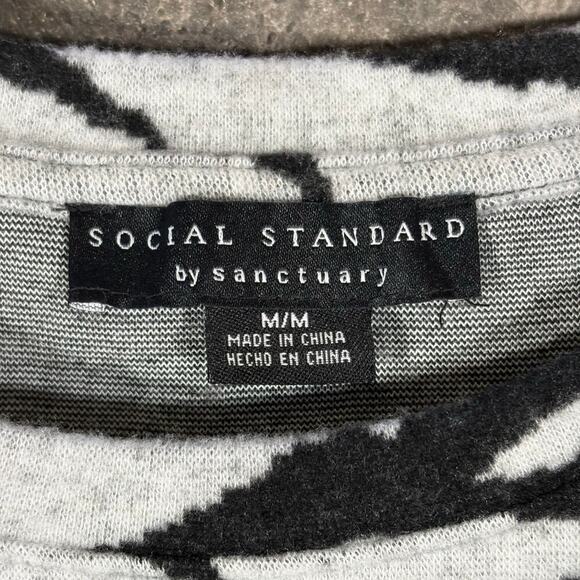 SOCIAL STANDARD
by sanctuary
M/M
MADE IN CHINA
HECHO EN CHINA